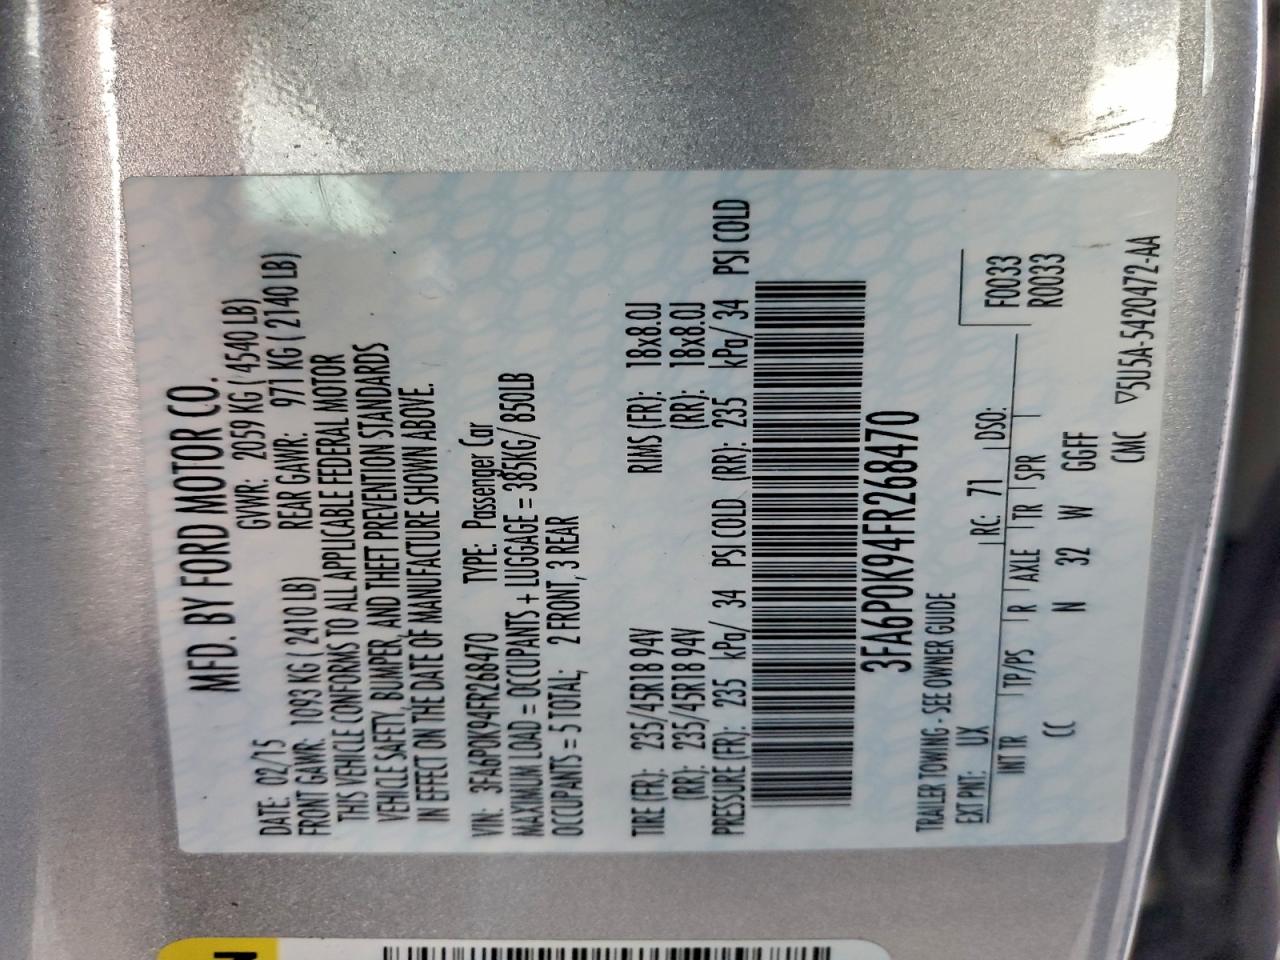 MFD. BY FORD MOTOR CO.
DATE: 02/15 GVWR: 2059 KG ( 4540 LB)
FRONT GAWR: 1093 KG ( 2410 LB) REAR GAWR: 971 KG ( 2140 LB)
THIS VEHICLE CONFORMS TO ALL APPLICABLE FEDERAL MOTOR
VEHICLE SAFETY, BUMPER, AND THEFT PREVENTION STANDARDS
IN EFFECT ON THE DATE OF MANUFACTURE SHOWN ABOVE.
VIN: 3FA6P0K94FR268470 TYPE: Passenger Car
MAXIMUM LOAD = OCCUPANTS + LUGGAGE = 385KG/ 850LB
OCCUPANTS = 5 TOTAL; 2 FRONT, 3 REAR
TIRE (FR): 235/45R18 94V RIMS (FR): 18x8.0J
(RR): 235/45R18 94V (RR): 18x8.0J
PRESSURE (FR): 235 kPa/ 34 PSI COLD (RR): 235 kPa/ 34 PSI COLD
3FA6P0K94FR268470
TRAILER TOWING - SEE OWNER GUIDE
EXT PNT: UX RC: 71 DSO:
F0033
R0033
INT TR TP/PS R AXLE TR SPR
CC N 32 W GGFF
CMC ▽5U5A-5420472-AA